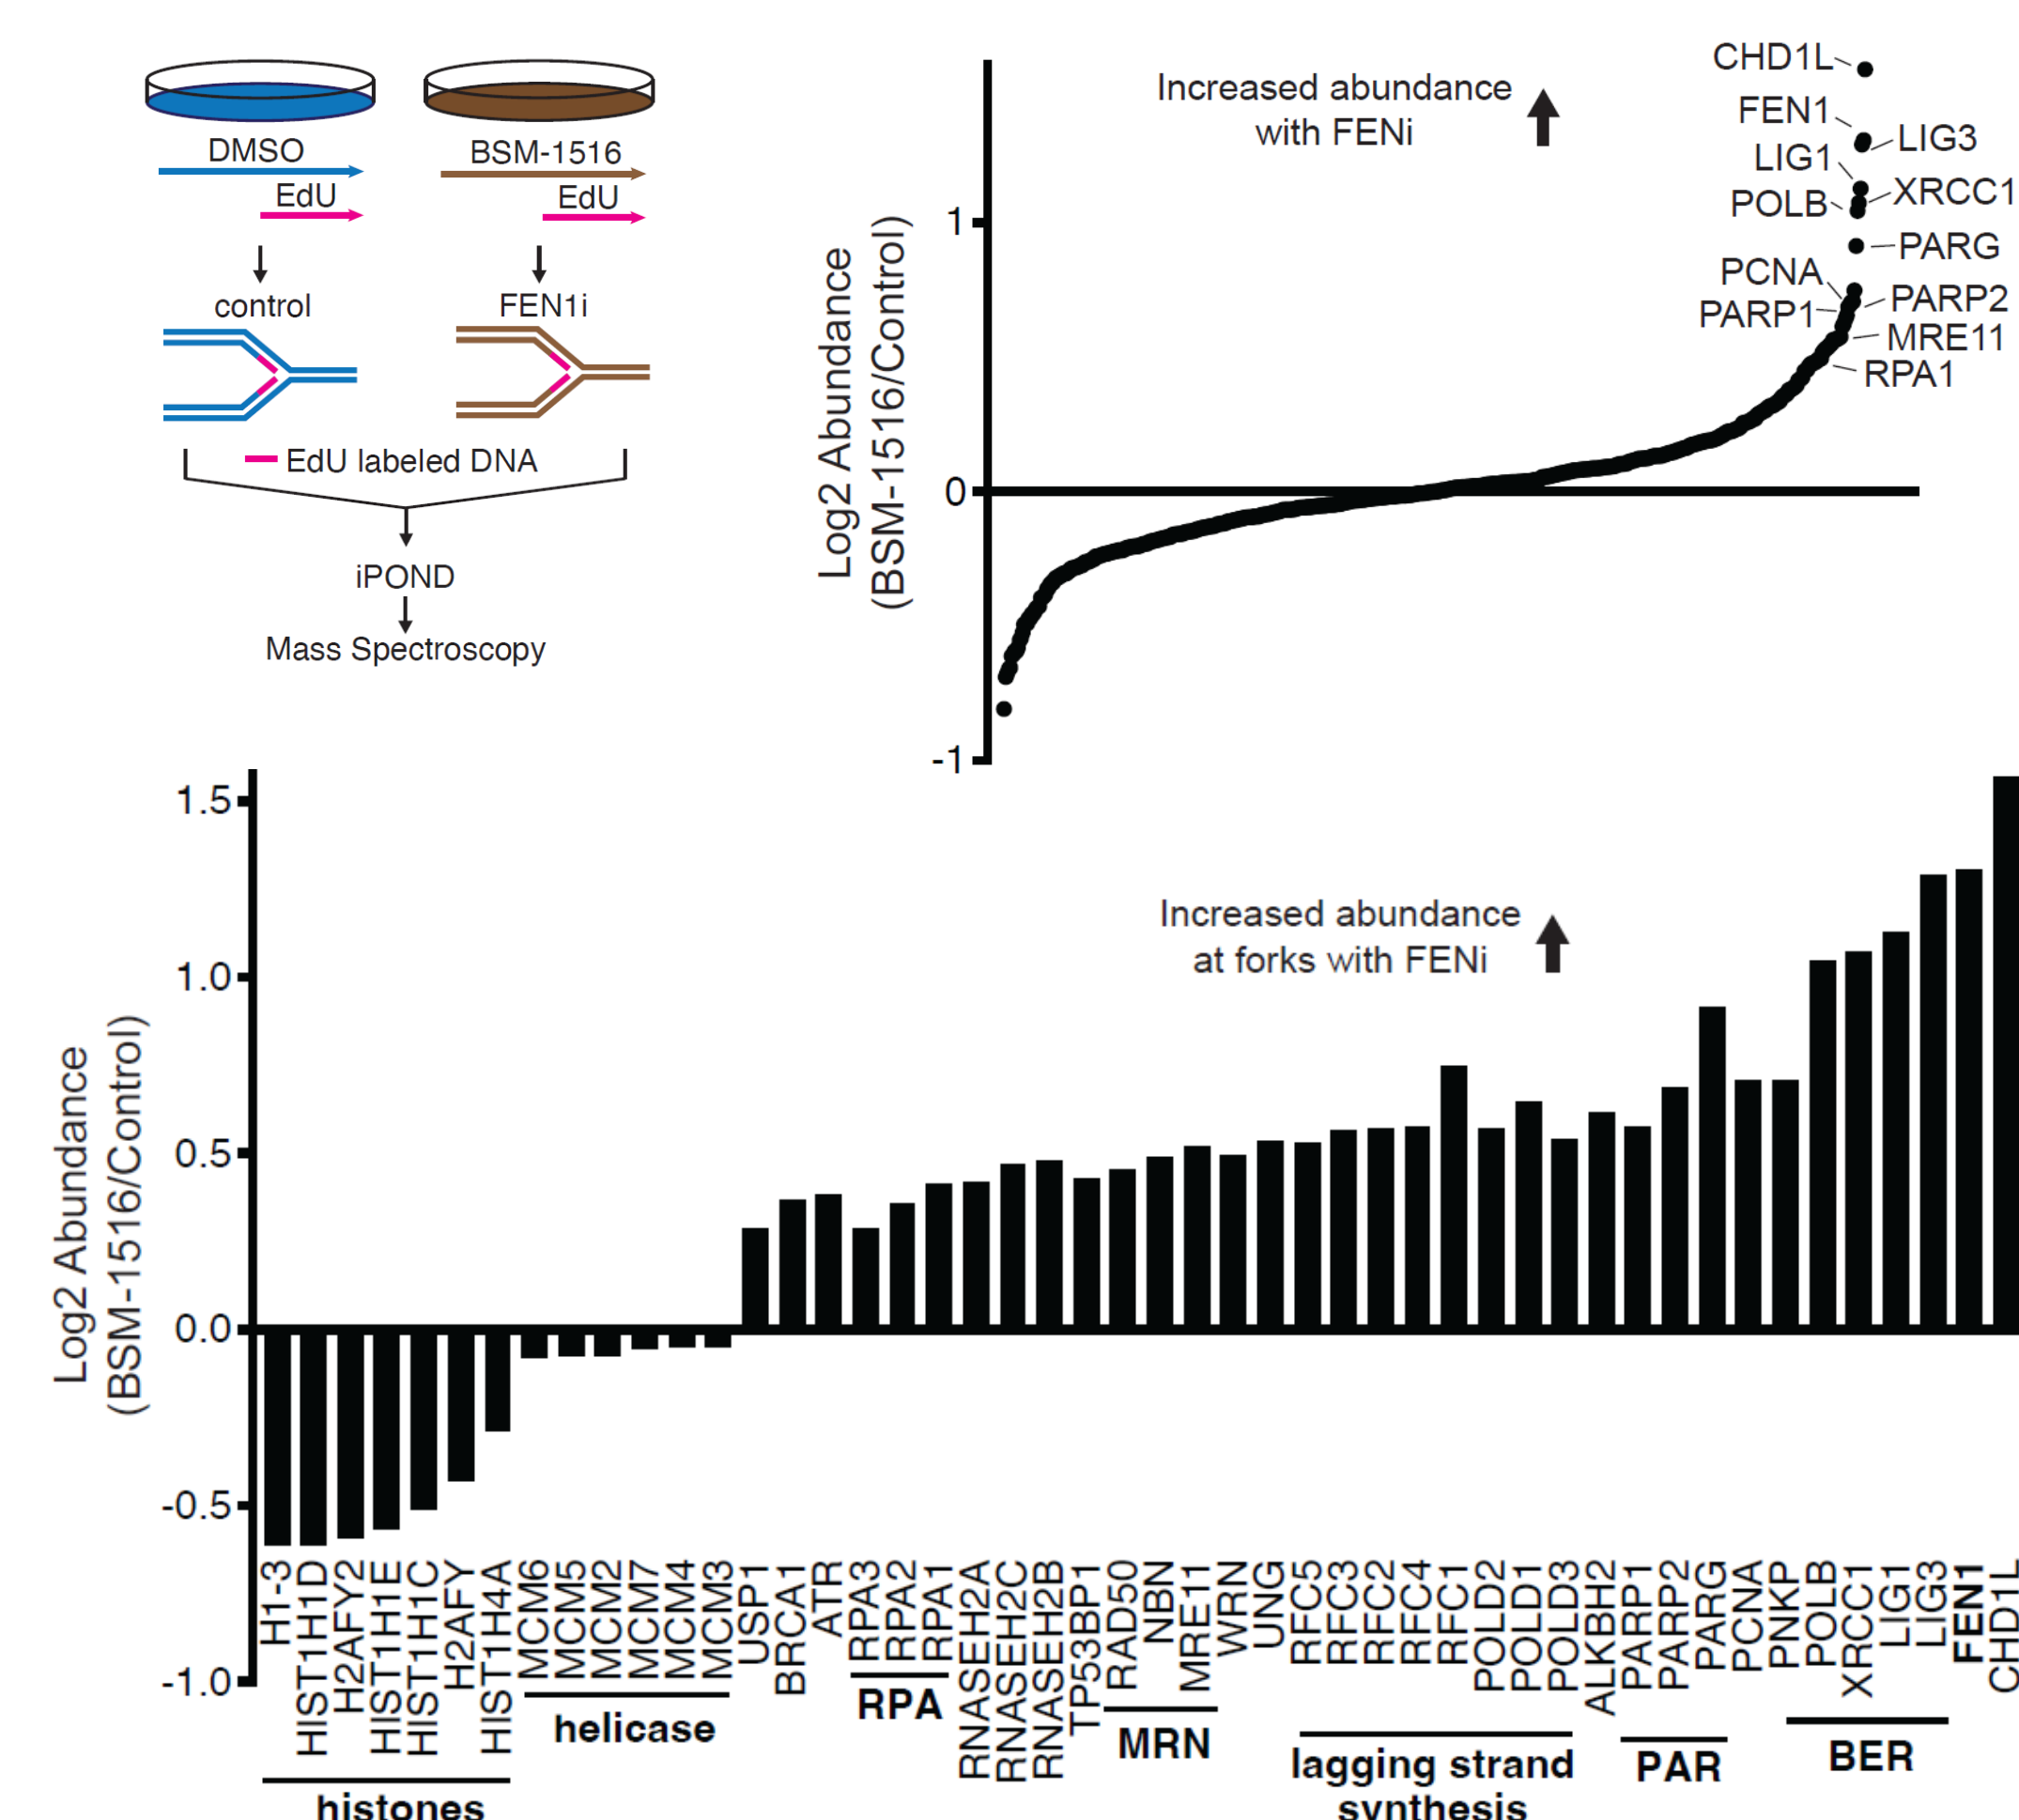 DMSO
BSM-1516
EdU
EdU
control
FEN1i
EdU labeled DNA
iPOND
Mass Spectroscopy
Log2 Abundance
(BSM-1516/Control)
1
0
-1
Increased abundance
with FENi
CHD1L
FEN1
LIG3
LIG1
XRCC1
POLB
PARG
PCNA
PARP2
PARP1
MRE11
RPA1
Log2 Abundance
(BSM-1516/Control)
1.5
1.0
0.5
0.0
-0.5
-1.0
Increased abundance
at forks with FENi
H1-3
HIST1H1D
H2AFY2
HIST1H1E
HIST1H1C
H2AFY
HIST1H4A
MCM6
MCM5
MCM2
MCM7
MCM4
MCM3
USP1
BRCA1
ATR
RPA3
RPA2
RPA1
RNASEH2A
RNASEH2C
RNASEH2B
TP53BP1
RAD50
NBN
MRE11
WRN
UNG
RFC5
RFC3
RFC2
RFC4
RFC1
POLD2
POLD1
POLD3
ALKBH2
PARP1
PARP2
PARG
PCNA
PNKP
POLB
XRCC1
LIG1
LIG3
FEN1
CHD1L
histones
helicase
RPA
MRN
lagging strand
synthesis
PAR
BER